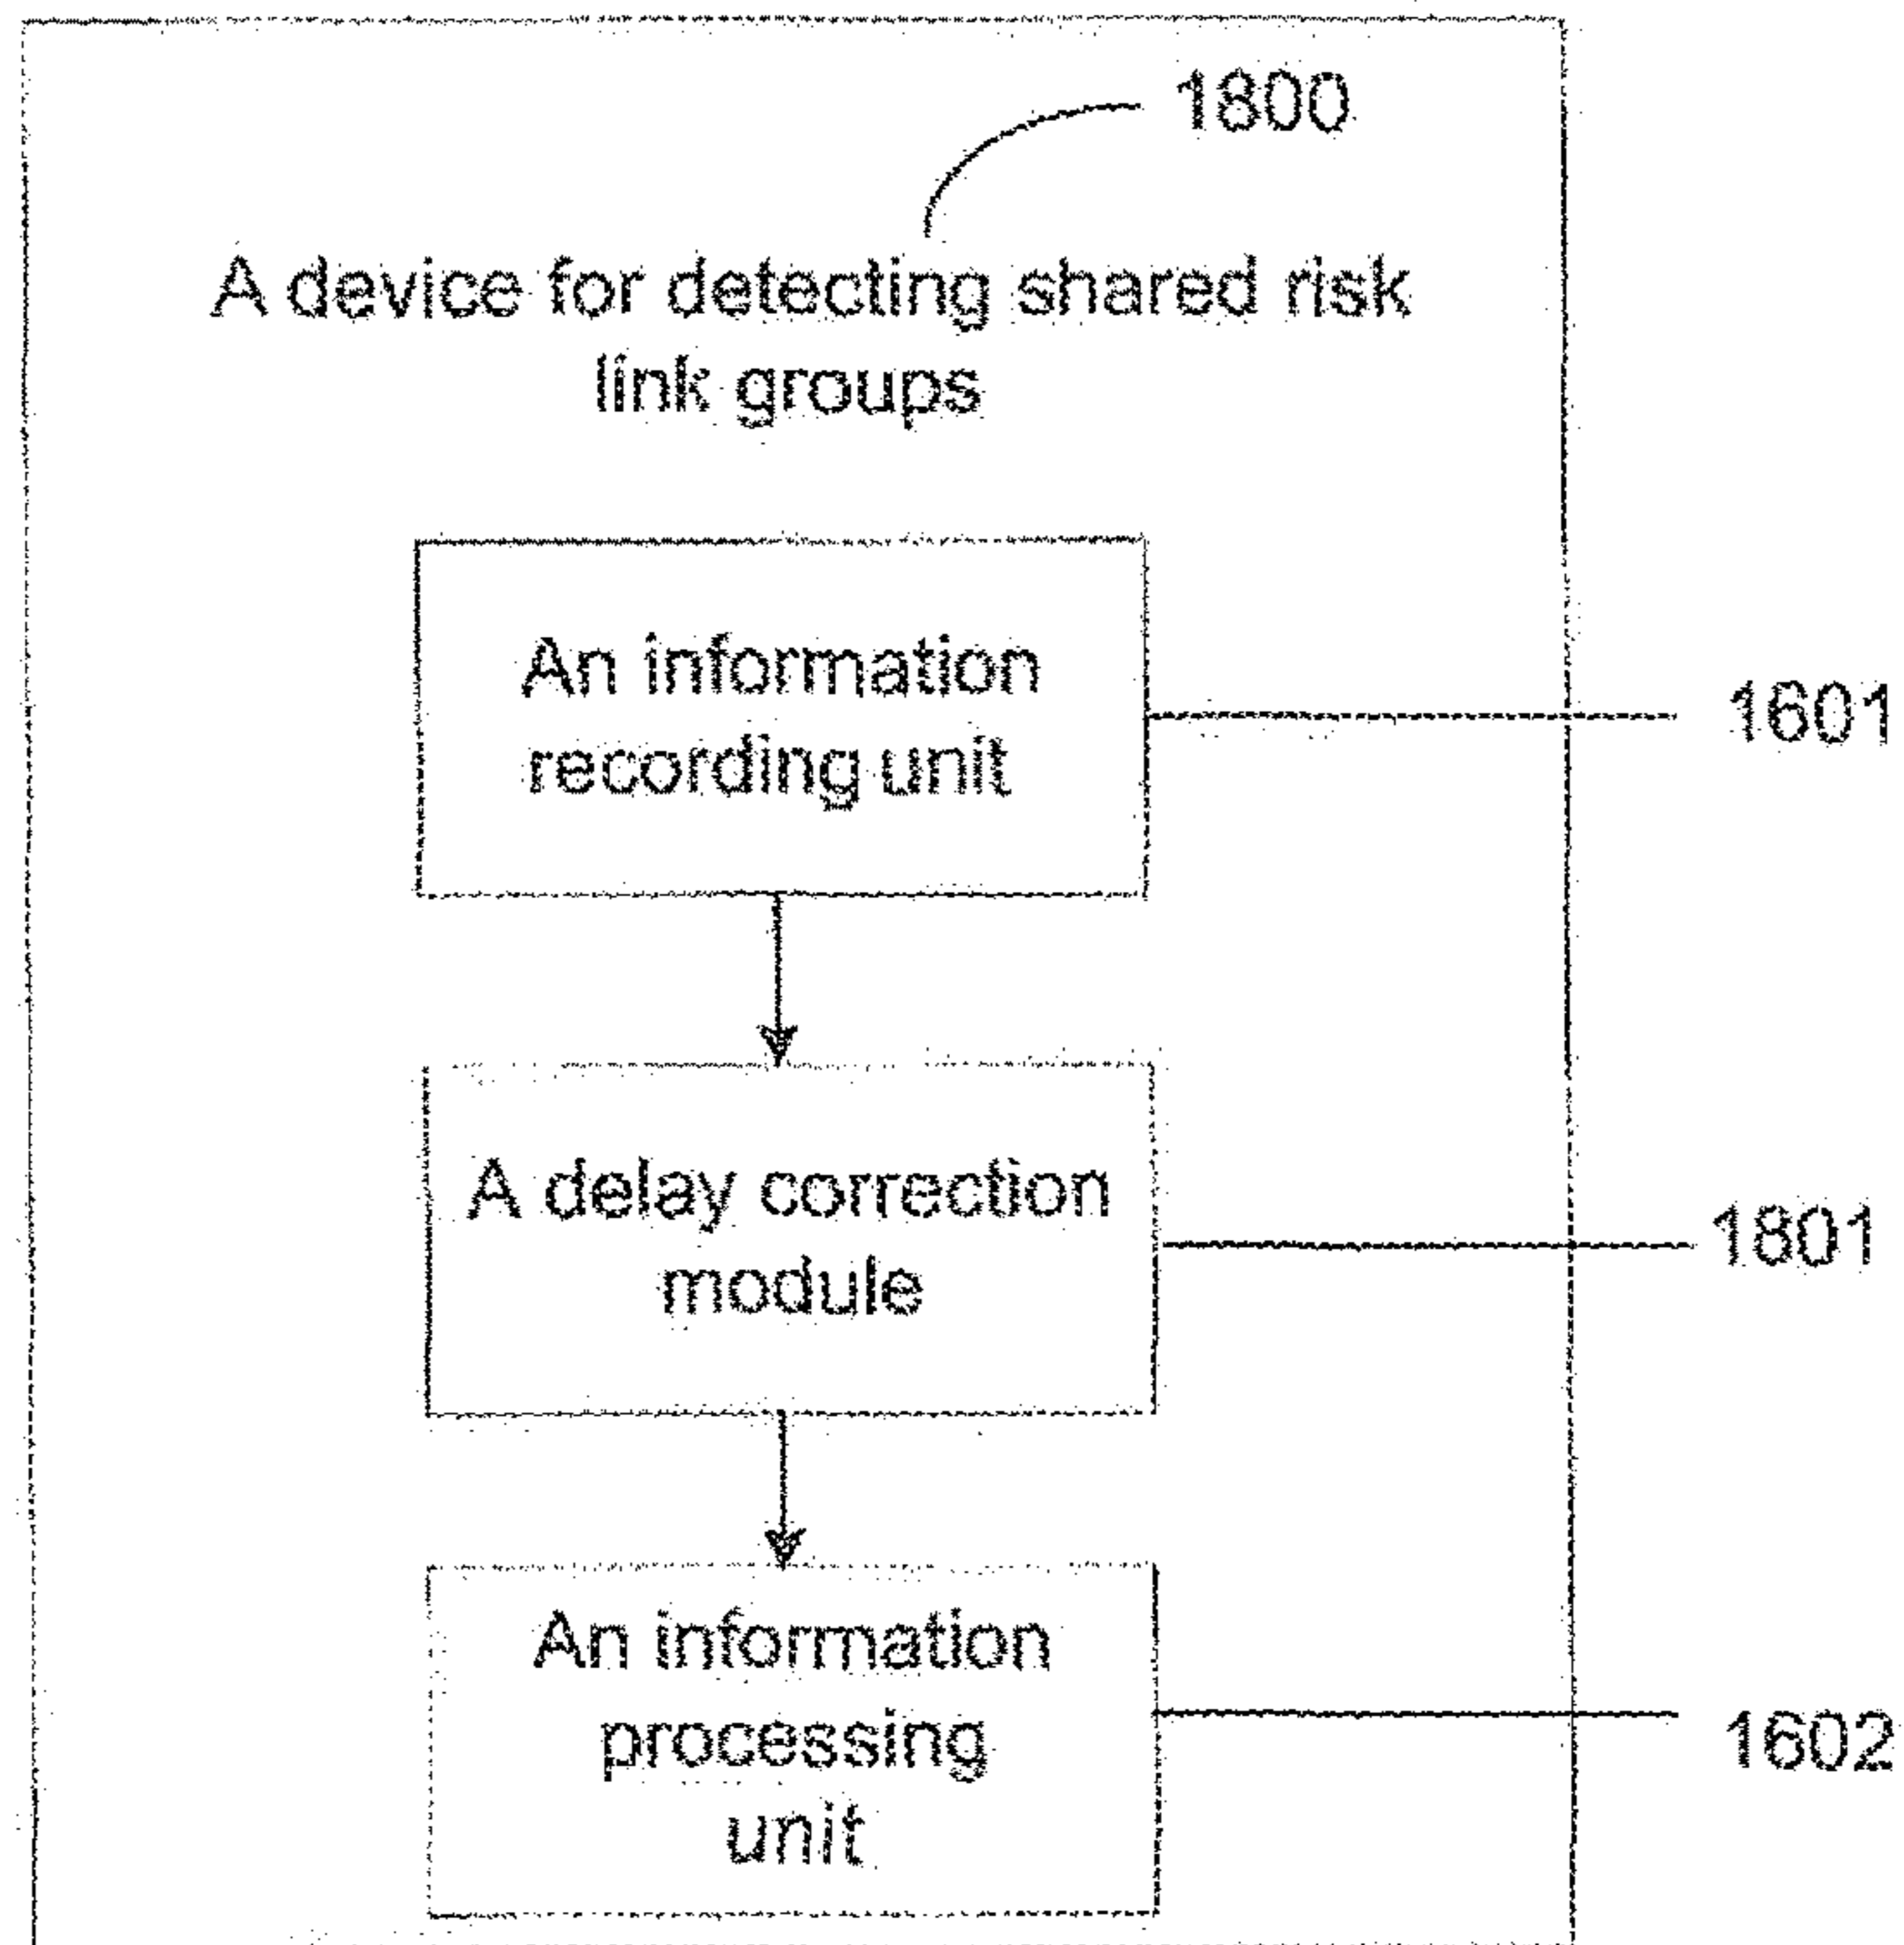 1800
A device for detecting shared risk
link groups
An information
recording unit
1601
A delay correction
module
1801
An information
processing
unit
1602